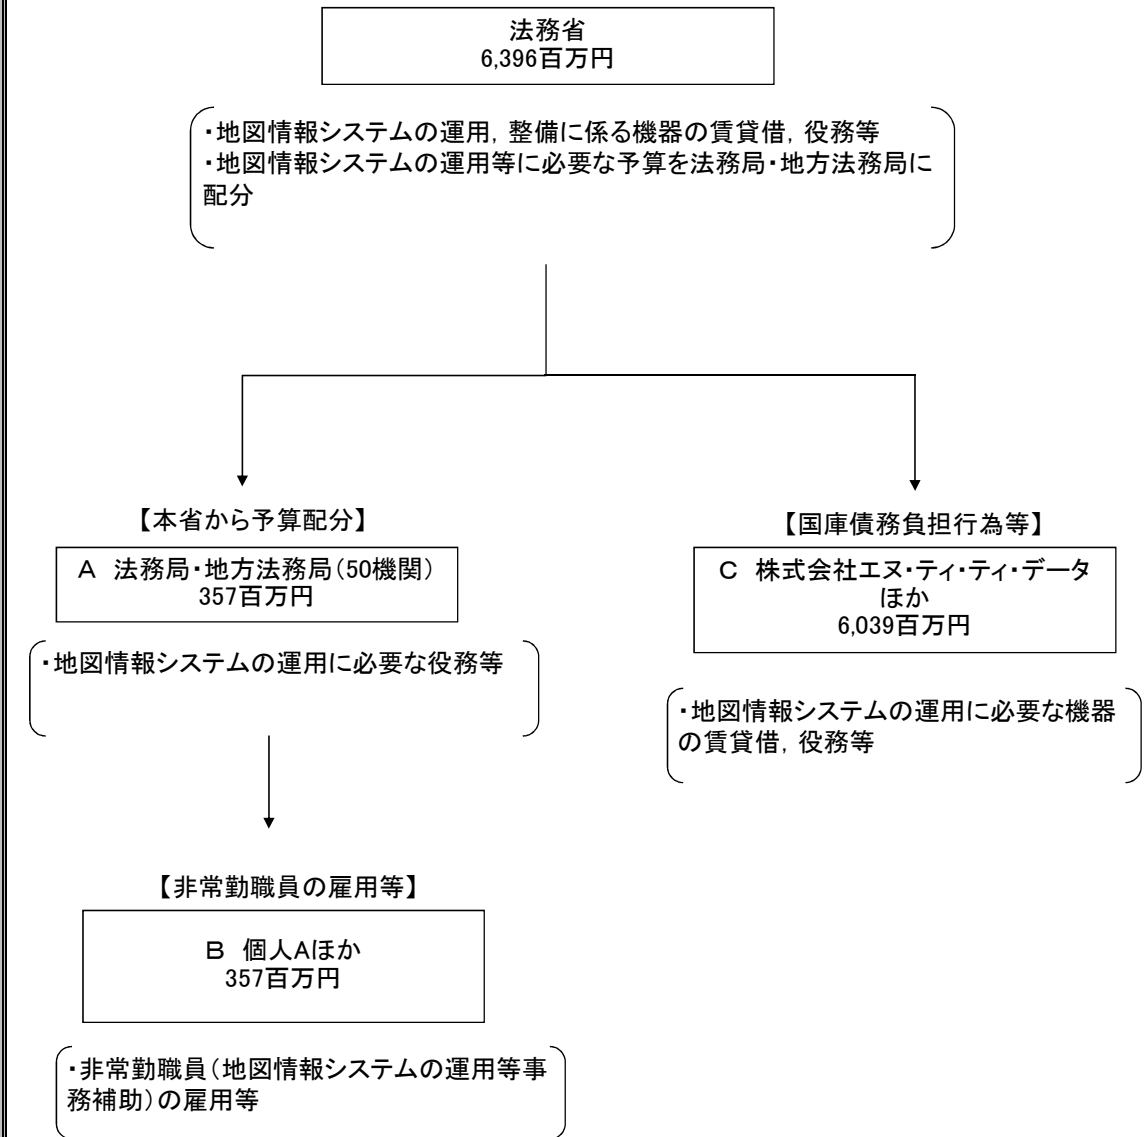 法務省
6,396百万円
・地図情報システムの運用，整備に係る機器の賃貸借，役務等
・地図情報システムの運用等に必要な予算を法務局・地方法務局に
配分
【本省から予算配分】
A　法務局・地方法務局（50機関）
357百万円
・地図情報システムの運用に必要な役務等
【国庫債務負担行為等】
C　株式会社エヌ・ティ・ティ・データ
ほか
6,039百万円
・地図情報システムの運用に必要な機器
の賃貸借，役務等
【非常勤職員の雇用等】
B　個人Aほか
357百万円
・非常勤職員（地図情報システムの運用等事
務補助）の雇用等